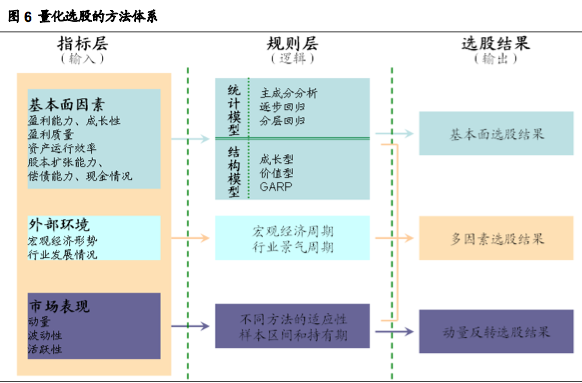 图 6 量化选股的方法体系
指标层
（输入）
规则层
（逻辑）
选股结果
（输出）
基本面因素
盈利能力、成长性
盈利质量
资产运行效率
股本扩张能力、
偿债能力、现金情况
统计模型
主成分分析
逐步回归
分层回归
结构模型
成长型
价值型
GARP
基本面选股结果
外部环境
宏观经济形势
行业发展情况
宏观经济周期
行业景气周期
多因素选股结果
市场表现
动量
波动性
活跃性
不同方法的适应性
样本区间和持有期
动量反转选股结果